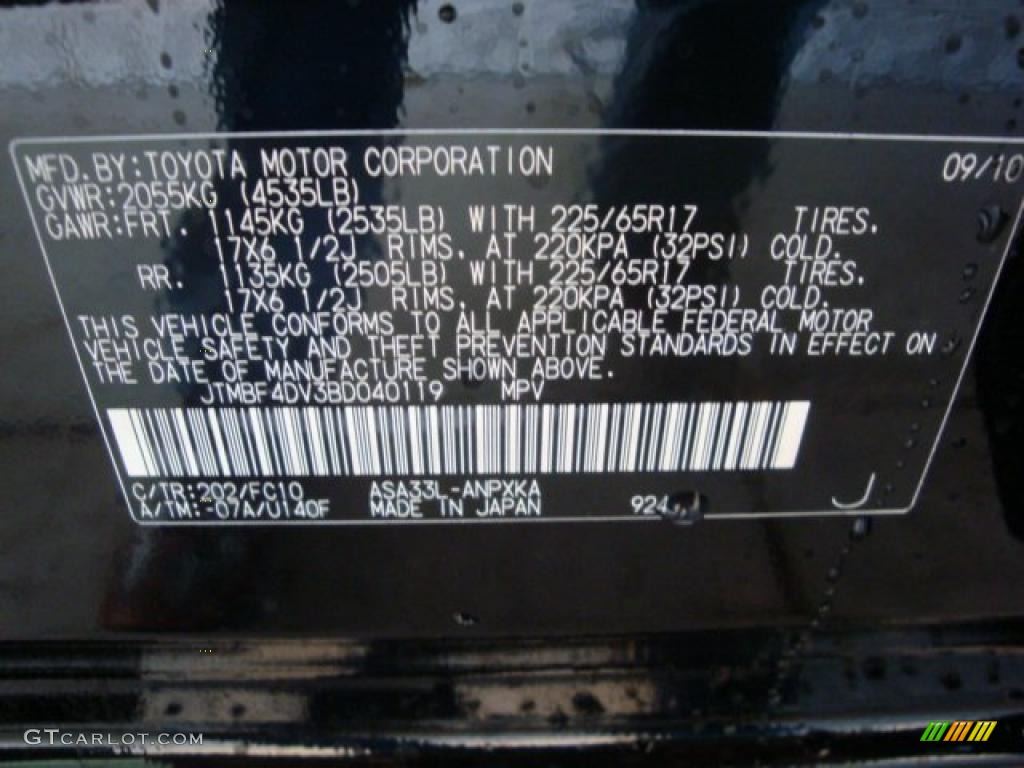 MFD.BY:TOYOTA MOTOR CORPORATION 09/10
GVWR:2055KG (4535LB)
GAWR:FRT. 1145KG (2535LB) WITH 225/65R17 TIRES.
17X6 1/2J RIMS. AT 220KPA (32PSI) COLD.
RR. 1135KG (2505LB) WITH 225/65R17 TIRES.
17X6 1/2J RIMS. AT 220KPA (32PSI) COLD.
THIS VEHICLE CONFORMS TO ALL APPLICABLE FEDERAL MOTOR
VEHICLE SAFETY AND THEFT PREVENTION STANDARDS IN EFFECT ON
THE DATE OF MANUFACTURE SHOWN ABOVE.
JTMBF4DV3BD040119 MPV
C/TR:202/FC10 ASA33L-ANPXKA
A/TM:-07A/U140F MADE IN JAPAN J
GTCARLOT.COM